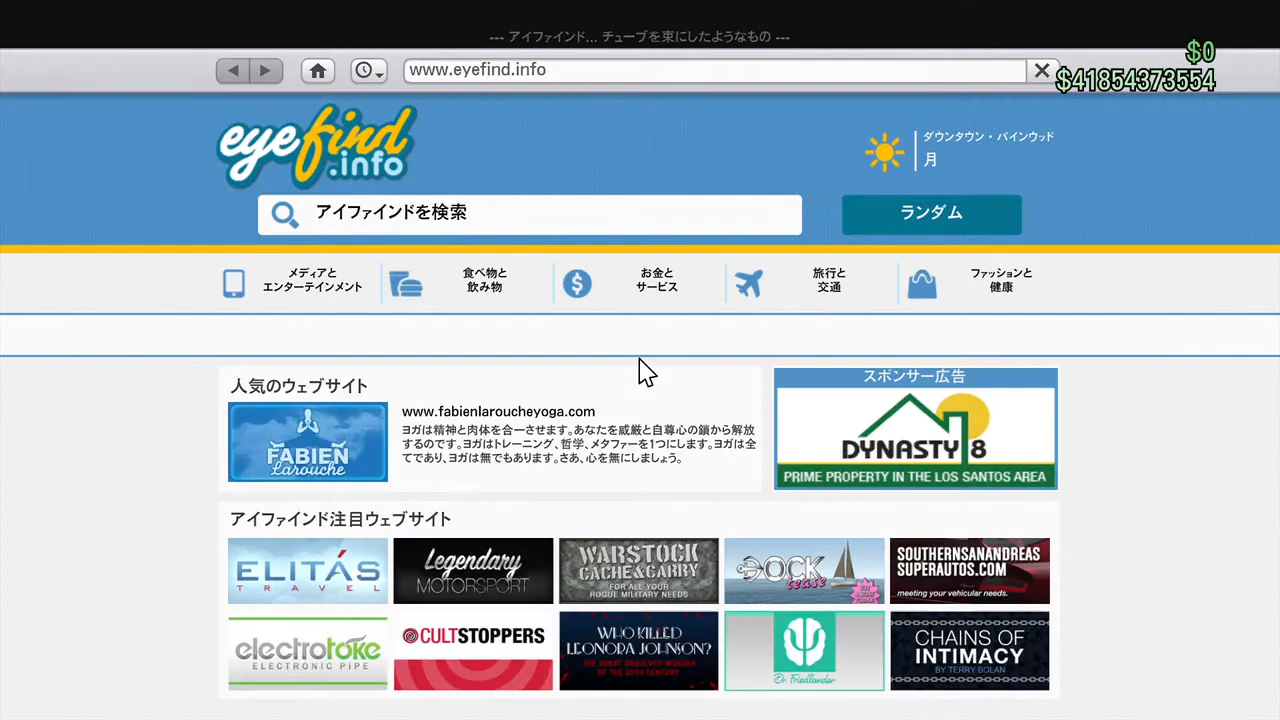 --- アイファインド... チューブを束にしたようなもの ---
$0
www.eyefind.info
$41854373554
eyefind
.info
ダウンタウン・バインウッド
月
アイファインドを検索
ランダム
メディアと
エンターテインメント
食べ物と
飲み物
お金と
サービス
旅行と
交通
ファッションと
健康
人気のウェブサイト
FABIEN
Larouche
www.fabienlaroucheyoga.com
ヨガは精神と肉体を合一させます。あなたを威厳と自尊心の鎖から解放
するのです。ヨガはトレーニング、哲学、メタファーを1つにします。ヨガは全
てであり、ヨガは無でもあります。さあ、心を無にしましょう。
スポンサー広告
DYNASTY 8
PRIME PROPERTY IN THE LOS SANTOS AREA
アイファインド注目ウェブサイト
ELITÁS
TRAVEL
Legendary
MOTORSPORT
WARSTOCK
CACHE & CARRY
FOR ALL YOUR
ROGUE MILITARY NEEDS
DOCK
tease
SOUTHERNSANANDREAS
SUPERAUTOS.COM
meeting your vehicular needs.
electrotoke
ELECTRONIC PIPE
CULTSTOPPERS
WHO KILLED
LEONORA JOHNSON?
THE GREAT UNSOLVED MURDER
OF THE 20TH CENTURY
Dr. Friedlander
CHAINS OF
INTIMACY
BY TERRY BOLAN